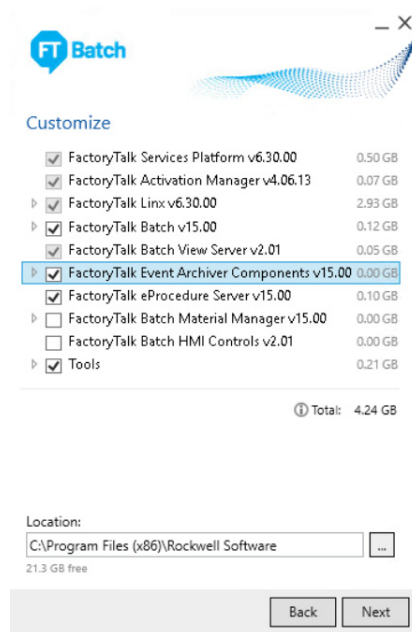 FT Batch
Customize
FactoryTalk Services Platform v6.30.00 0.50 GB
FactoryTalk Activation Manager v4.06.13 0.07 GB
FactoryTalk Linx v6.30.00 2.93 GB
FactoryTalk Batch v15.00 0.12 GB
FactoryTalk Batch View Server v2.01 0.05 GB
FactoryTalk Event Archiver Components v15.00 0.00 GB
FactoryTalk eProcedure Server v15.00 0.10 GB
FactoryTalk Batch Material Manager v15.00 0.00 GB
FactoryTalk Batch HMI Controls v2.01 0.00 GB
Tools 0.21 GB
Total: 4.24 GB
Location:
C:\Program Files (x86)\Rockwell Software ...
21.3 GB free
Back Next